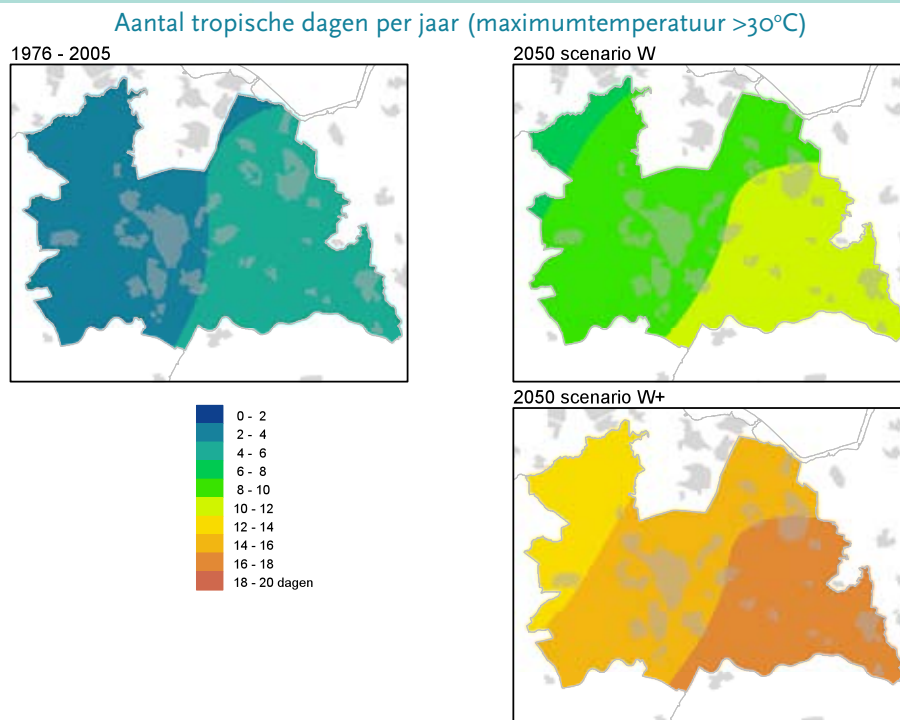 Aantal tropische dagen per jaar (maximumtemperatuur >30°C)
1976 - 2005
2050 scenario W
2050 scenario W+
0 - 2
2 - 4
4 - 6
6 - 8
8 - 10
10 - 12
12 - 14
14 - 16
16 - 18
18 - 20 dagen